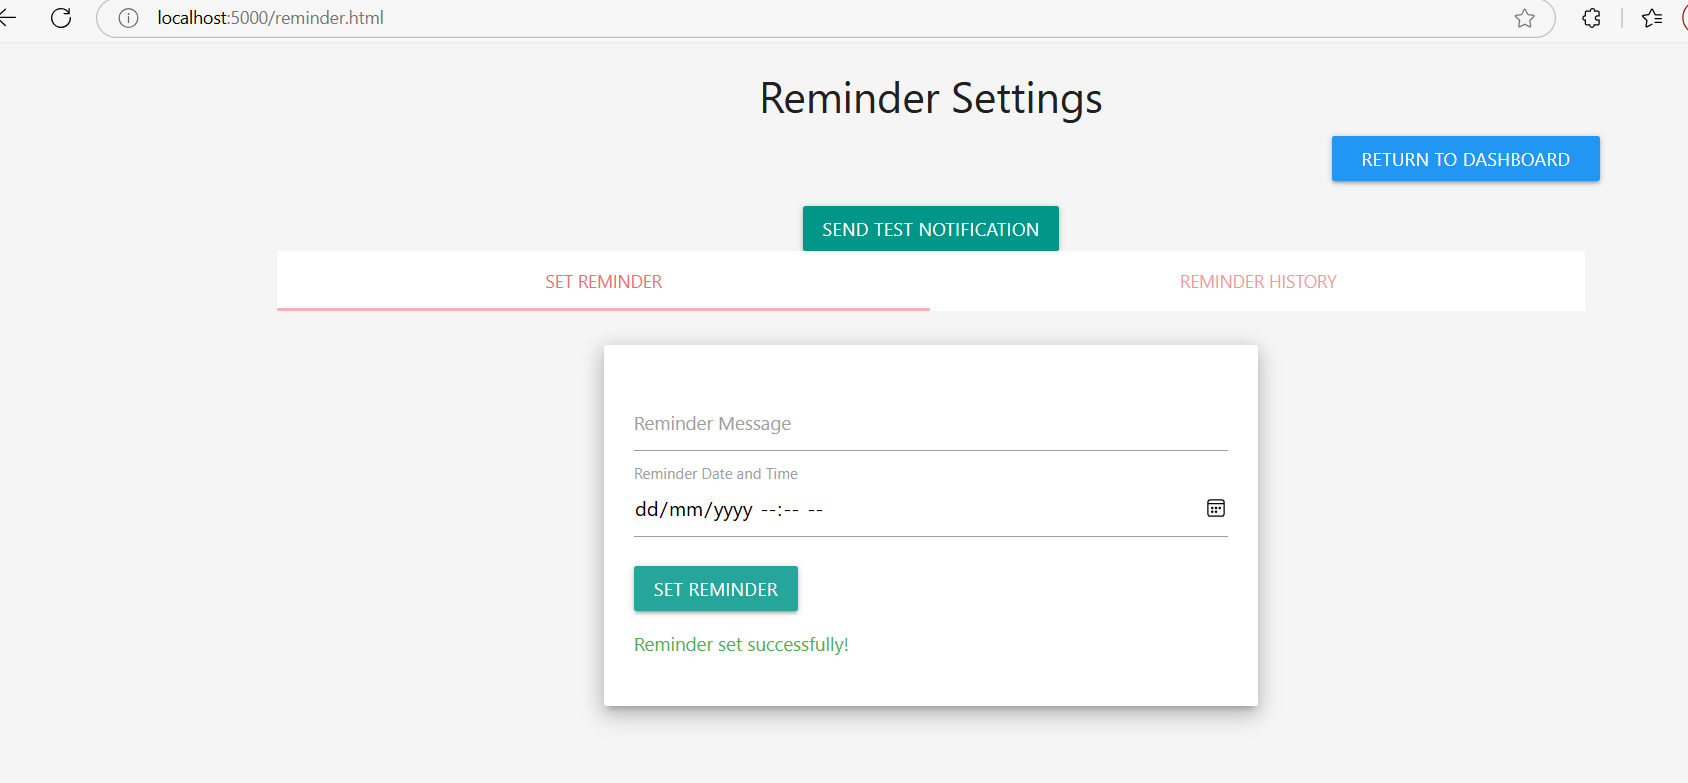 localhost:5000/reminder.html
Reminder Settings
RETURN TO DASHBOARD
SEND TEST NOTIFICATION
SET REMINDER
REMINDER HISTORY
Reminder Message
Reminder Date and Time
dd/mm/yyyy --:-- --
SET REMINDER
Reminder set successfully!